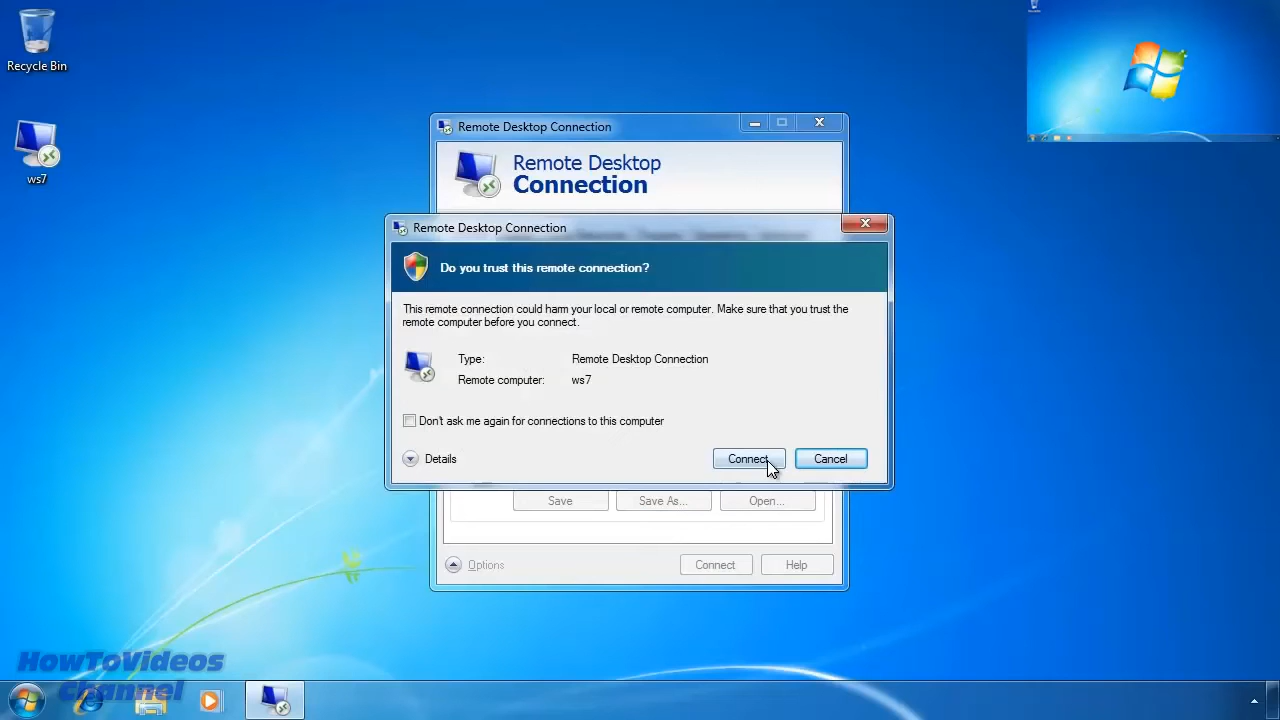 Recycle Bin
ws7
Remote Desktop Connection
Remote Desktop
Connection
Remote Desktop Connection
Do you trust this remote connection?
This remote connection could harm your local or remote computer. Make sure that you trust the
remote computer before you connect.
Type: Remote Desktop Connection
Remote computer: ws7
Don't ask me again for connections to this computer
Details
Connect
Cancel
Save
Save As...
Open...
Options
Connect
Help
HowToVideos
Channel